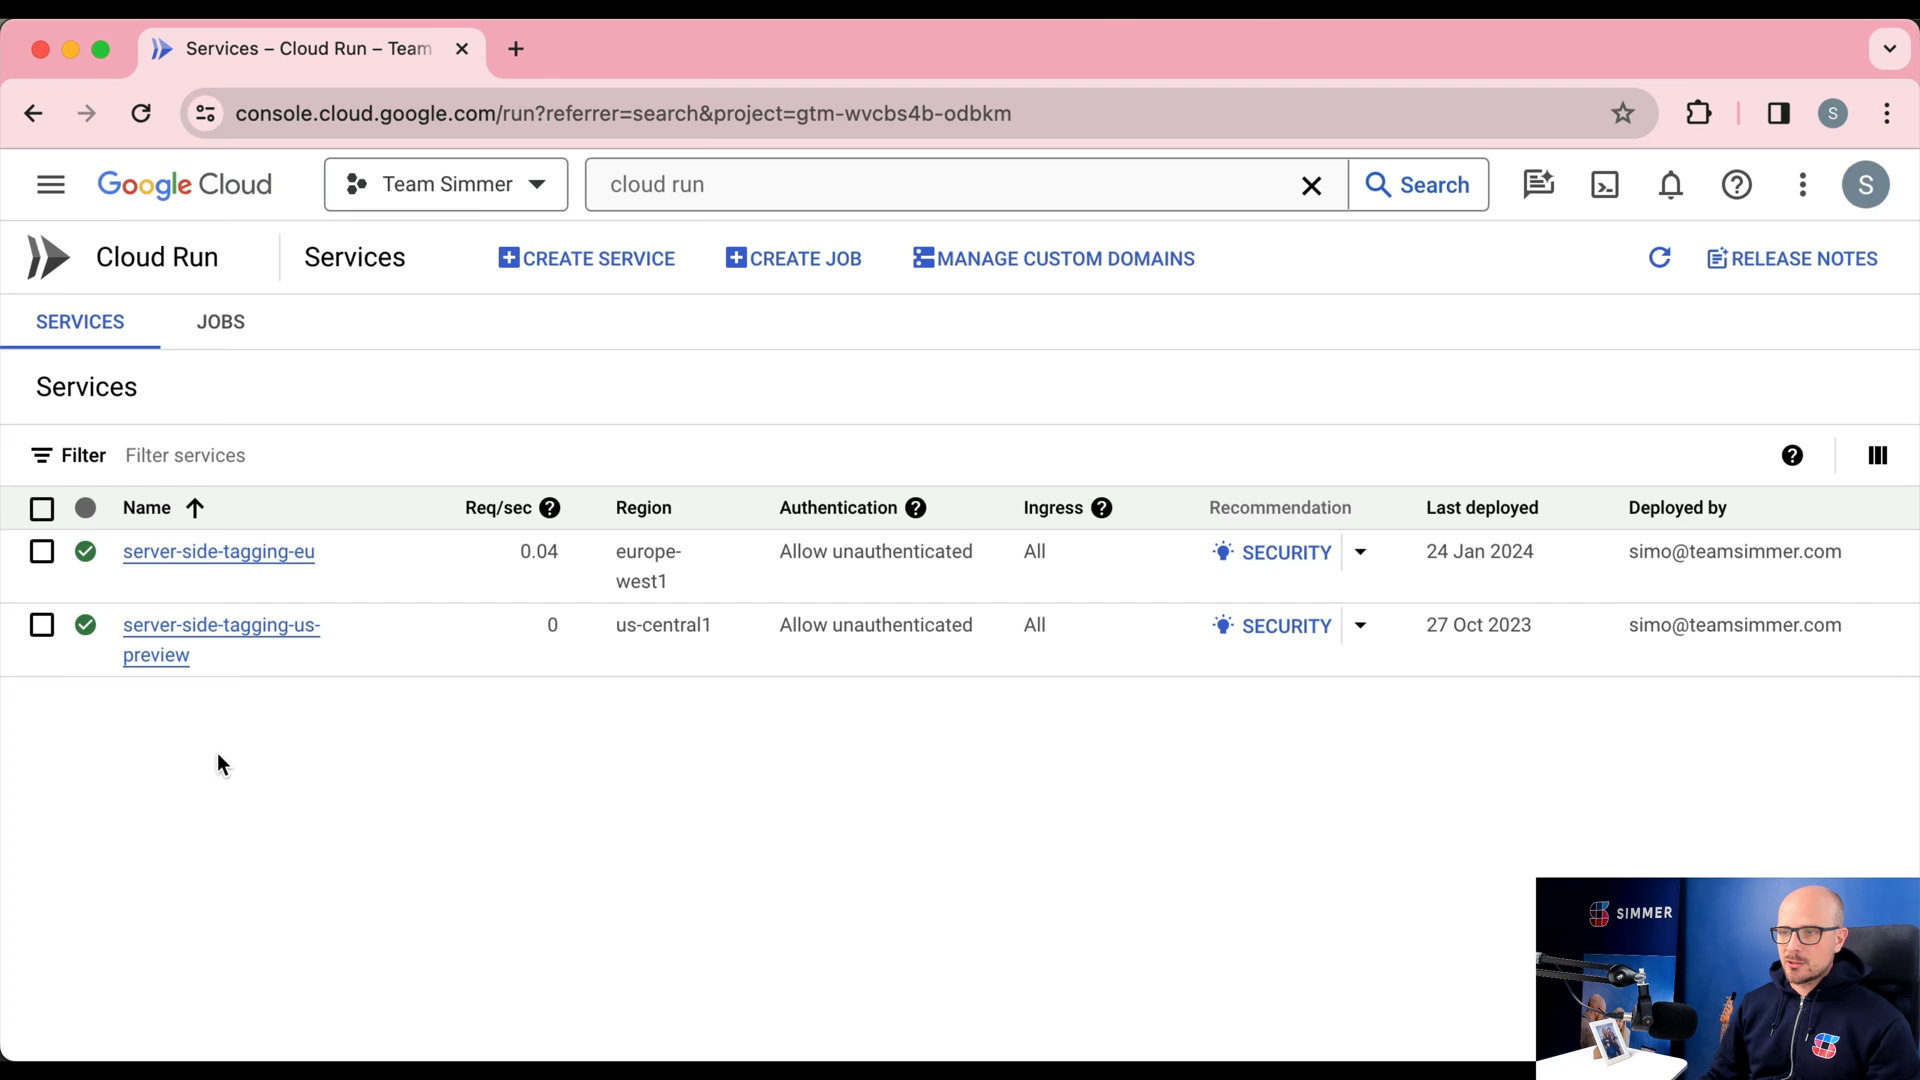 Services – Cloud Run – Team
console.cloud.google.com/run?referrer=search&project=gtm-wvcbs4b-odbkm
S
Google Cloud
Team Simmer
cloud run
Search
S
Cloud Run
Services
CREATE SERVICE
CREATE JOB
MANAGE CUSTOM DOMAINS
RELEASE NOTES
SERVICES
JOBS
Services
Filter Filter services
Name Req/sec Region Authentication Ingress Recommendation Last deployed Deployed by
server-side-tagging-eu 0.04 europe- Allow unauthenticated All SECURITY 24 Jan 2024 simo@teamsimmer.com
west1
server-side-tagging-us- 0 us-central1 Allow unauthenticated All SECURITY 27 Oct 2023 simo@teamsimmer.com
preview
SIMMER